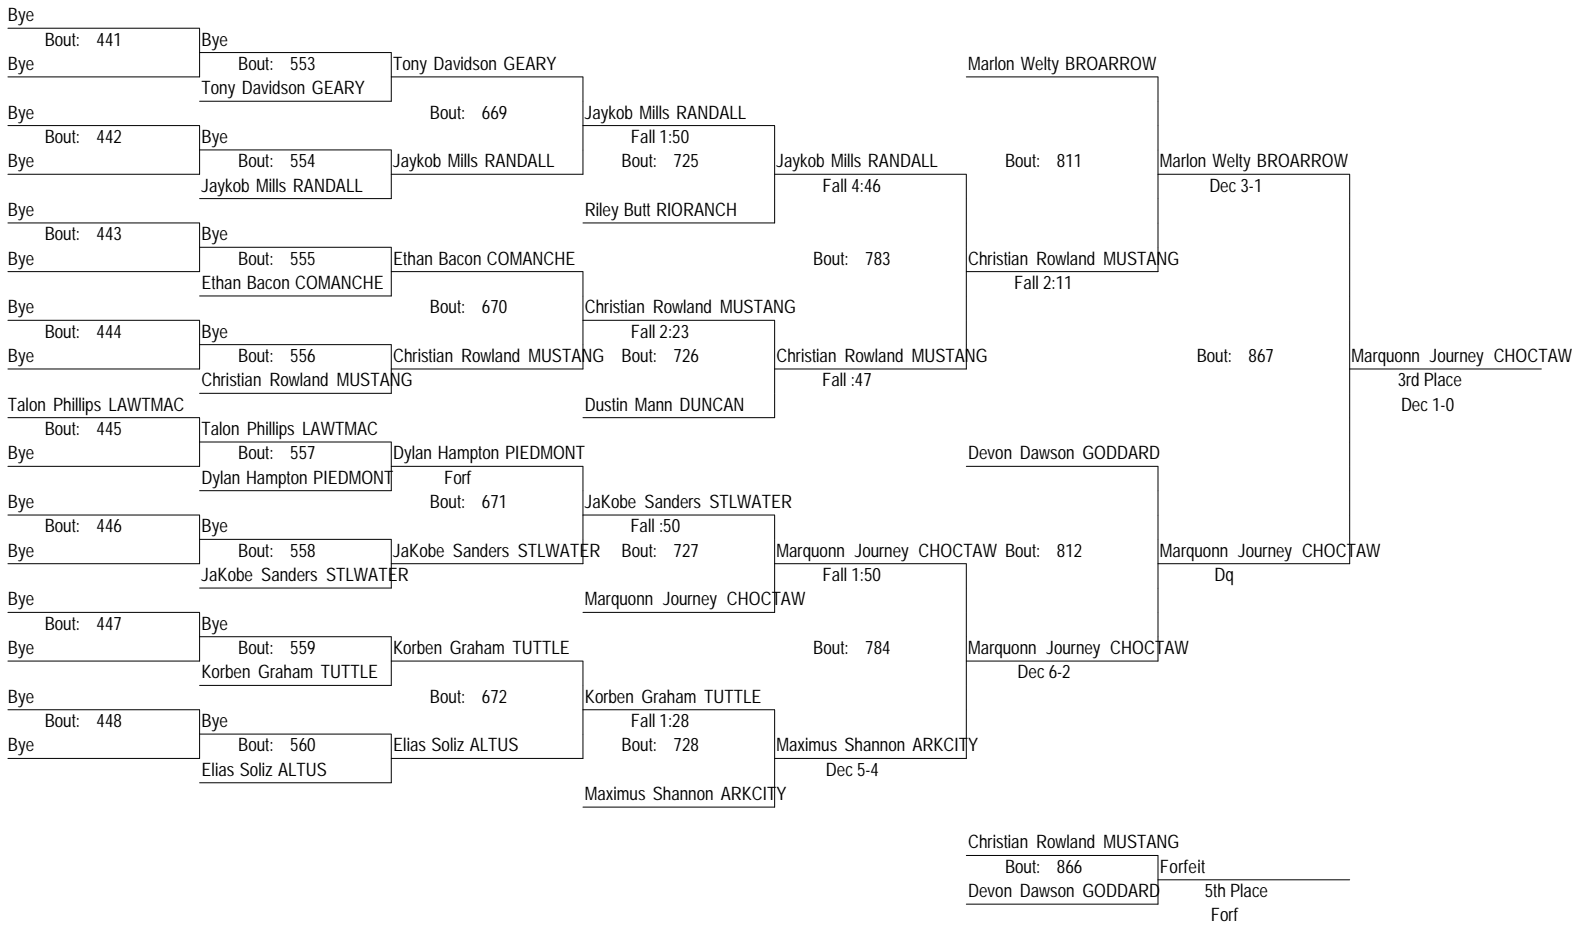 Bye
Bout: 441
Bye
Bye
Bout: 442
Bye
Bye
Bout: 443
Bye
Bye
Bout: 444
Bye
Talon Phillips LAWTMAC
Bout: 445
Bye
Bye
Bout: 446
Bye
Bye
Bout: 447
Bye
Bye
Bout: 448
Bye
Bye
Bout: 553
Tony Davidson GEARY
Bye
Bout: 554
Jaykob Mills RANDALL
Bye
Bout: 555
Ethan Bacon COMANCHE
Bye
Bout: 556
Christian Rowland MUSTANG
Talon Phillips LAWTMAC
Bout: 557
Dylan Hampton PIEDMONT
Bye
Bout: 558
JaKobe Sanders STLWATER
Bye
Bout: 559
Korben Graham TUTTLE
Bye
Bout: 560
Elias Soliz ALTUS
Tony Davidson GEARY
Bout: 669
Jaykob Mills RANDALL
Ethan Bacon COMANCHE
Bout: 670
Christian Rowland MUSTANG
Dylan Hampton PIEDMONT
Forf
Bout: 671
JaKobe Sanders STLWATER
Korben Graham TUTTLE
Bout: 672
Elias Soliz ALTUS
Jaykob Mills RANDALL
Fall 1:50
Bout: 725
Riley Butt RIORANCH
Christian Rowland MUSTANG
Fall 2:23
Bout: 726
Dustin Mann DUNCAN
JaKobe Sanders STLWATER
Fall :50
Bout: 727
Marquonn Journey CHOCTAW
Korben Graham TUTTLE
Fall 1:28
Bout: 728
Maximus Shannon ARKCITY
Jaykob Mills RANDALL
Fall 4:46
Bout: 783
Christian Rowland MUSTANG
Fall :47
Marquonn Journey CHOCTAW
Fall 1:50
Bout: 784
Maximus Shannon ARKCITY
Dec 5-4
Marlon Welty BROARROW
Bout: 811
Christian Rowland MUSTANG
Fall 2:11
Devon Dawson GODDARD
Bout: 812
Marquonn Journey CHOCTAW
Dec 6-2
Marlon Welty BROARROW
Dec 3-1
Bout: 867
Marquonn Journey CHOCTAW
Dq
Marquonn Journey CHOCTAW
3rd Place
Dec 1-0
Christian Rowland MUSTANG
Bout: 866
Devon Dawson GODDARD
Forfeit
5th Place
Forf